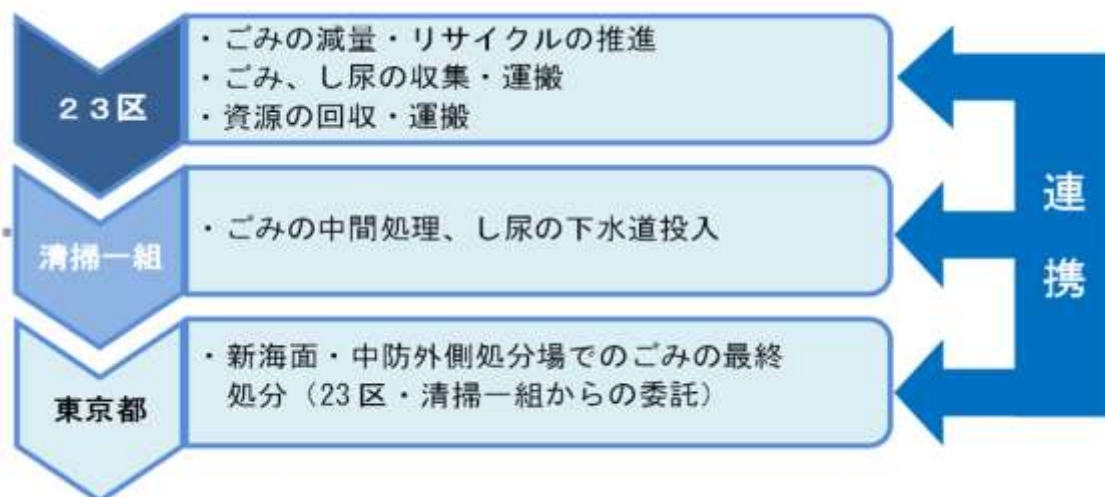 23区
・ごみの減量・リサイクルの推進
・ごみ、し尿の収集・運搬
・資源の回収・運搬
清掃一組
・ごみの中間処理、し尿の下水道投入
東京都
・新海面・中防外側処分場でのごみの最終
処分（23区・清掃一組からの委託）
連携